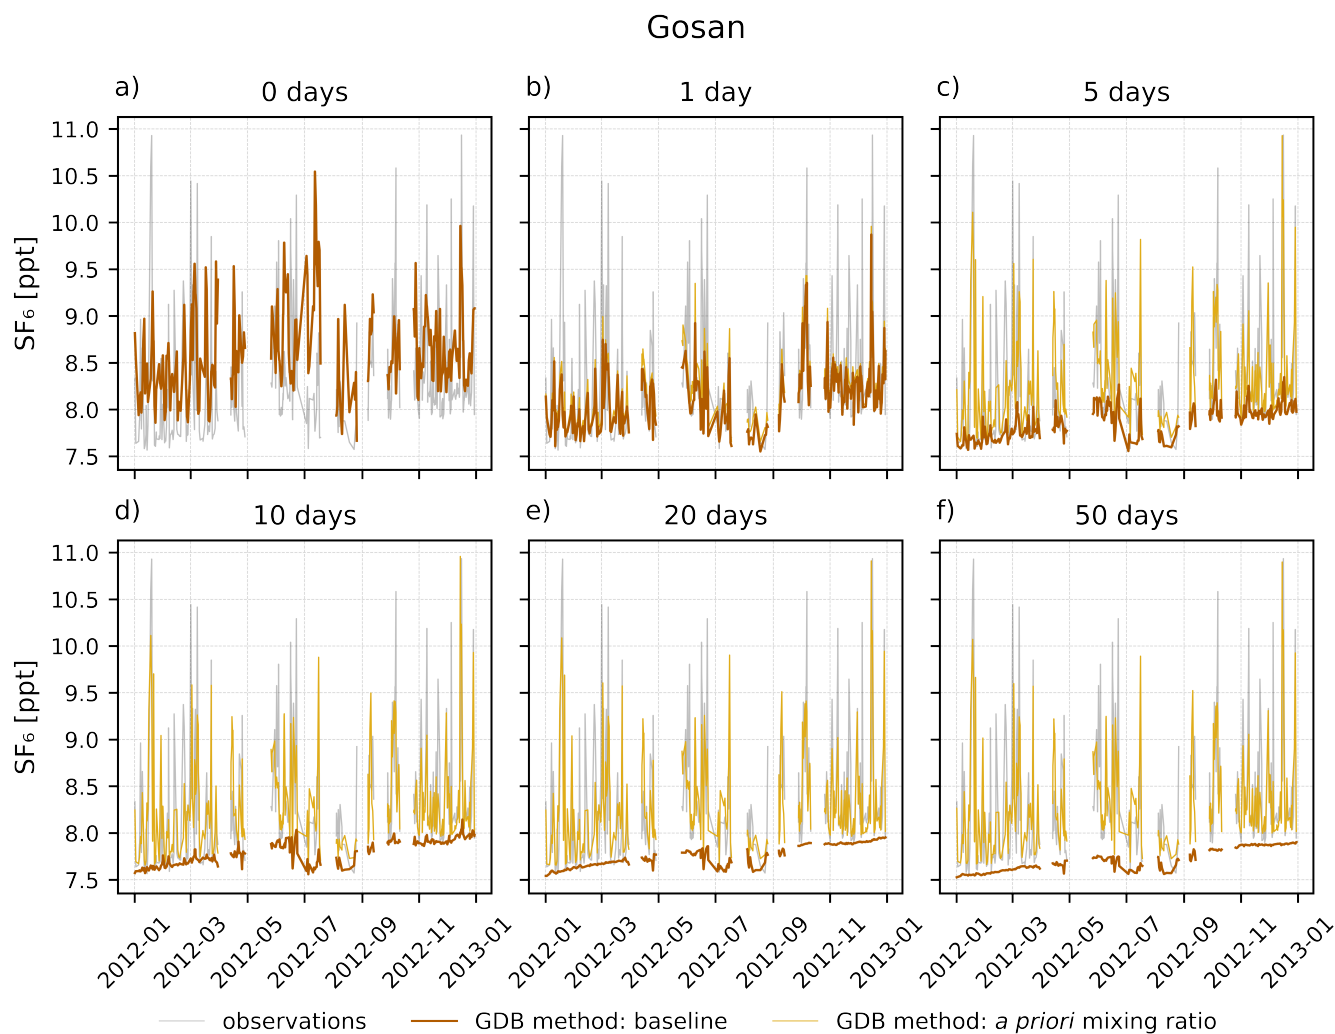 Gosan
a) 0 days
b) 1 day
c) 5 days
SF₆ [ppt]
11.0
10.5
10.0
9.5
9.0
8.5
8.0
7.5
d) 10 days
e) 20 days
f) 50 days
SF₆ [ppt]
11.0
10.5
10.0
9.5
9.0
8.5
8.0
7.5
2012-01 2012-03 2012-05 2012-07 2012-09 2012-11 2013-01
2012-01 2012-03 2012-05 2012-07 2012-09 2012-11 2013-01
2012-01 2012-03 2012-05 2012-07 2012-09 2012-11 2013-01
observations GDB method: baseline GDB method: a priori mixing ratio